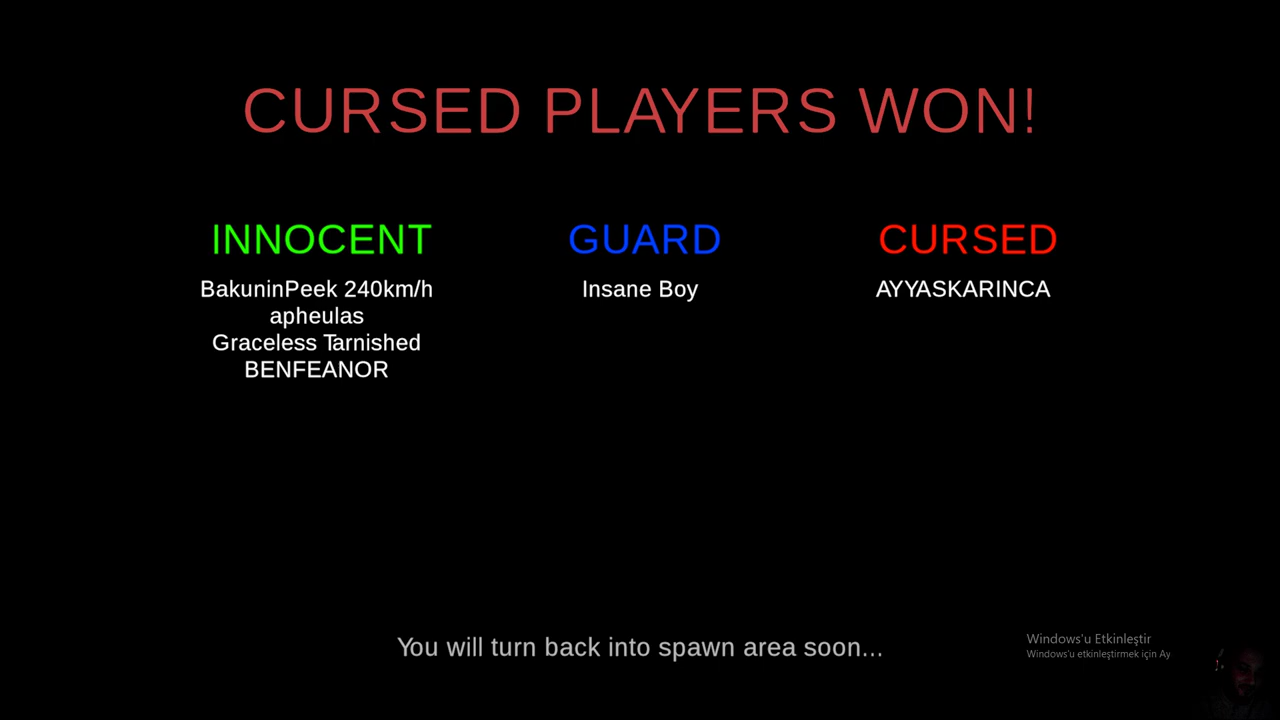 CURSED PLAYERS WON!
INNOCENT
BakuninPeek 240km/h
apheulas
Graceless Tarnished
BENFEANOR
GUARD
Insane Boy
CURSED
AYYASKARINCA
You will turn back into spawn area soon...
Windows'u Etkinleştir
Windows'u etkinleştirmek için Ay